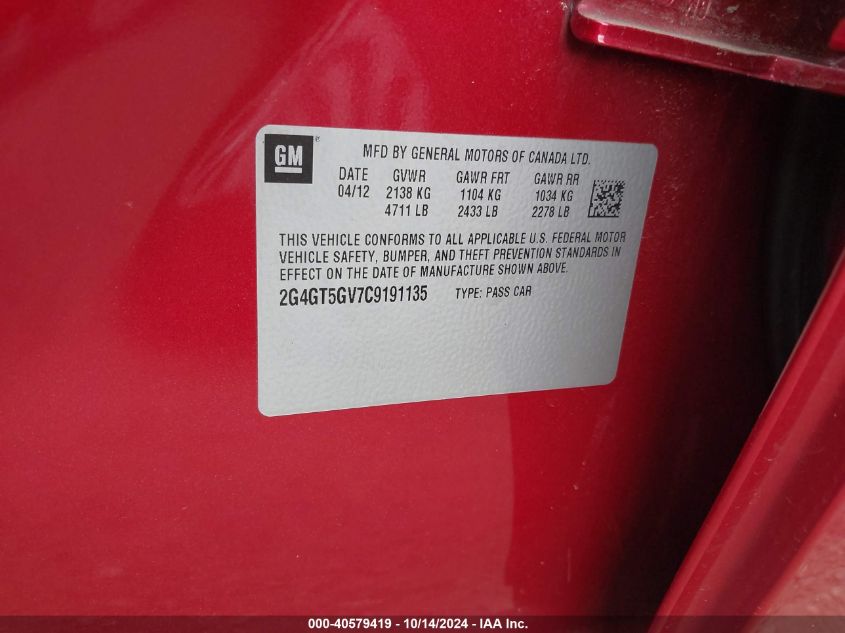 GM
MFD BY GENERAL MOTORS OF CANADA LTD.
DATE GVWR GAWR FRT GAWR RR
04/12 2138 KG 1104 KG 1034 KG
4711 LB 2433 LB 2278 LB
THIS VEHICLE CONFORMS TO ALL APPLICABLE U.S. FEDERAL MOTOR
VEHICLE SAFETY, BUMPER, AND THEFT PREVENTION STANDARDS IN
EFFECT ON THE DATE OF MANUFACTURE SHOWN ABOVE.
2G4GT5GV7C9191135 TYPE: PASS CAR
000-40579419 - 10/14/2024 - IAA Inc.